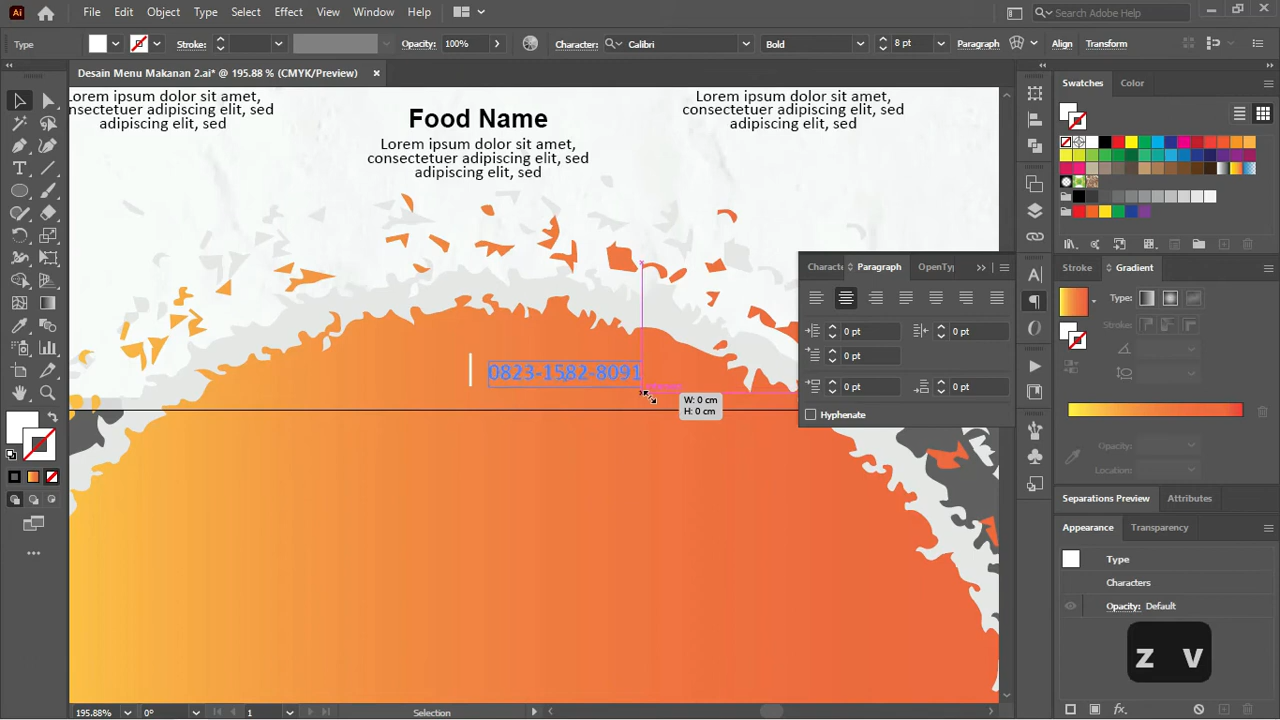 File Edit Object Type Select Effect View Window Help
Search Adobe Help
Type
Stroke:
Opacity: 100%
Character: Calibri
Bold
8 pt
Paragraph
Align
Transform
Desain Menu Makanan 2.ai* @ 195.88 % (CMYK/Preview)
Lorem ipsum dolor sit amet,
consectetuer adipiscing elit, sed
adipiscing elit, sed
Food Name
Lorem ipsum dolor sit amet,
consectetuer adipiscing elit, sed
adipiscing elit, sed
Lorem ipsum dolor sit amet,
consectetuer adipiscing elit, sed
adipiscing elit, sed
0823-1582-8091
W: 0 cm
H: 0 cm
Characte Paragraph OpenTy
0 pt 0 pt
0 pt
0 pt 0 pt
Hyphenate
Swatches Color
Stroke Gradient
Type:
Stroke:
Opacity:
Location:
Separations Preview Attributes
Appearance Transparency
Type
Characters
Opacity: Default
fx
z v
195.88% 0° 1 Selection